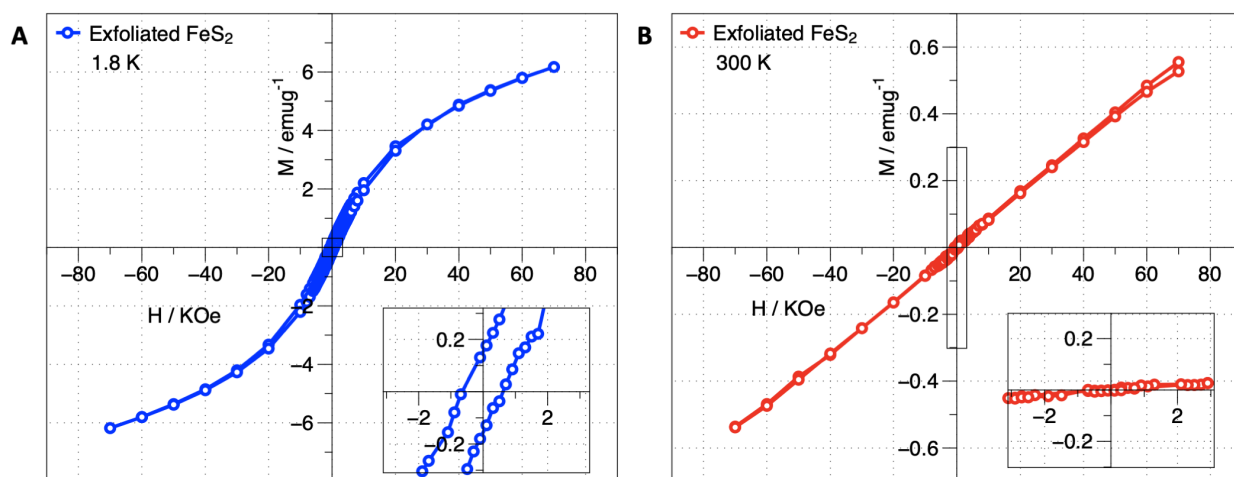 A
Exfoliated FeS2
1.8 K
M / emug-1
6
4
2
−80 −60 −40 −20 20 40 60 80
H / KOe
−2
−4
−6
0.2
−2 2
−0.2
B
Exfoliated FeS2
300 K
M / emug-1
0.6
0.4
0.2
−80 −60 −40 −20 20 40 60 80
H / KOe
−0.2
−0.4
−0.6
0.2
−2 2
−0.2